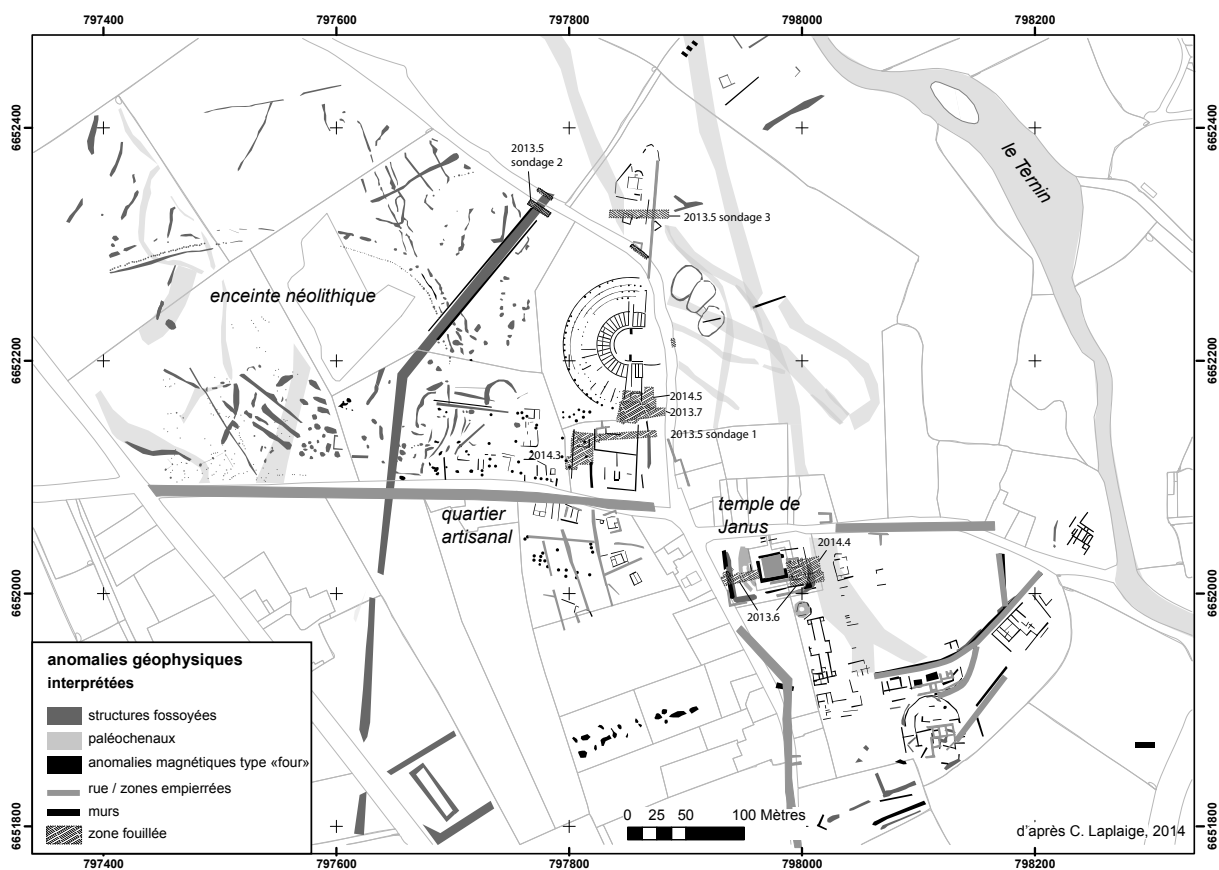 797400 797600 797800 798000 798200
6652400
6652400
le Ternin
2013.5
sondage 2
2013.5 sondage 3
enceinte néolithique
6652200
6652200
2014.5
2013.7
2013.5 sondage 1
2014.3
quartier
artisanal
temple de
Janus
2014.4
2013.6
6652000
6652000
anomalies géophysiques
interprétées
structures fossoyées
paléochenaux
anomalies magnétiques type «four»
rue / zones empierrées
murs
zone fouillée
0 25 50 100 Mètres
d'après C. Laplaige, 2014
6651800
6651800
797400 797600 797800 798000 798200